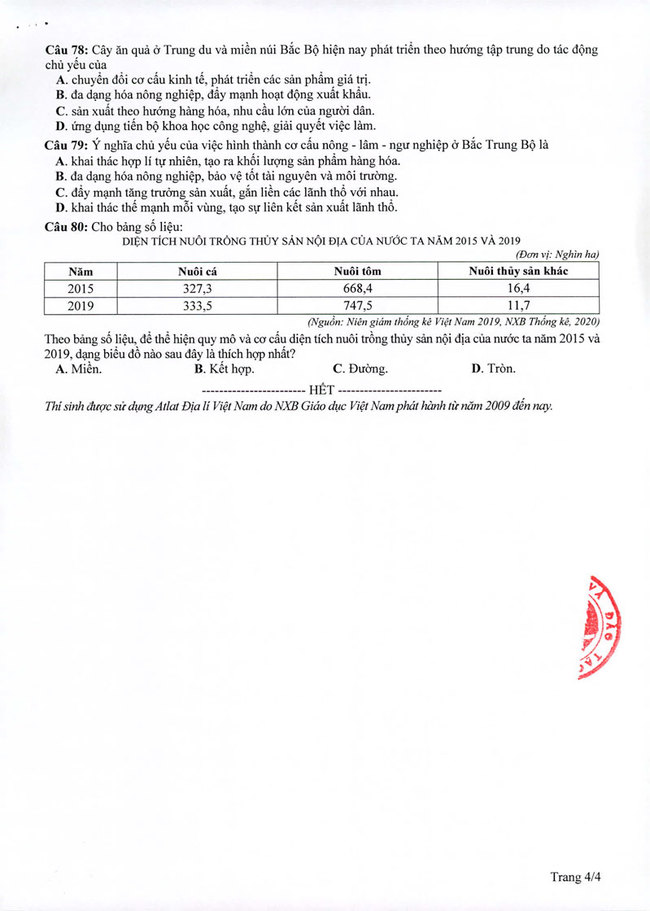 Câu 78: Cây ăn quả ở Trung du và miền núi Bắc Bộ hiện nay phát triển theo hướng tập trung do tác động
chủ yếu của
A. chuyển đổi cơ cấu kinh tế, phát triển các sản phẩm giá trị.
B. đa dạng hóa nông nghiệp, đẩy mạnh hoạt động xuất khẩu.
C. sản xuất theo hướng hàng hóa, nhu cầu lớn của người dân.
D. ứng dụng tiến bộ khoa học công nghệ, giải quyết việc làm.
Câu 79: Ý nghĩa chủ yếu của việc hình thành cơ cấu nông - lâm - ngư nghiệp ở Bắc Trung Bộ là
A. khai thác hợp lí tự nhiên, tạo ra khối lượng sản phẩm hàng hóa.
B. đa dạng hóa nông nghiệp, bảo vệ tốt tài nguyên và môi trường.
C. đẩy mạnh tăng trưởng sản xuất, gắn liền các lãnh thổ với nhau.
D. khai thác thế mạnh mỗi vùng, tạo sự liên kết sản xuất lãnh thổ.
Câu 80: Cho bảng số liệu:
DIỆN TÍCH NUÔI TRỒNG THỦY SẢN NỘI ĐỊA CỦA NƯỚC TA NĂM 2015 VÀ 2019
(Đơn vị: Nghìn ha)
Năm Nuôi cá Nuôi tôm Nuôi thủy sản khác
2015 327,3 668,4 16,4
2019 333,5 747,5 11,7
(Nguồn: Niên giám thống kê Việt Nam 2019, NXB Thống kê, 2020)
Theo bảng số liệu, để thể hiện quy mô và cơ cấu diện tích nuôi trồng thủy sản nội địa của nước ta năm 2015 và
2019, dạng biểu đồ nào sau đây là thích hợp nhất?
A. Miền. B. Kết hợp. C. Đường. D. Tròn.
------------------------ HẾT ------------------------
Thí sinh được sử dụng Atlat Địa lí Việt Nam do NXB Giáo dục Việt Nam phát hành từ năm 2009 đến nay.
VÀ ĐÀO TẠO
Trang 4/4